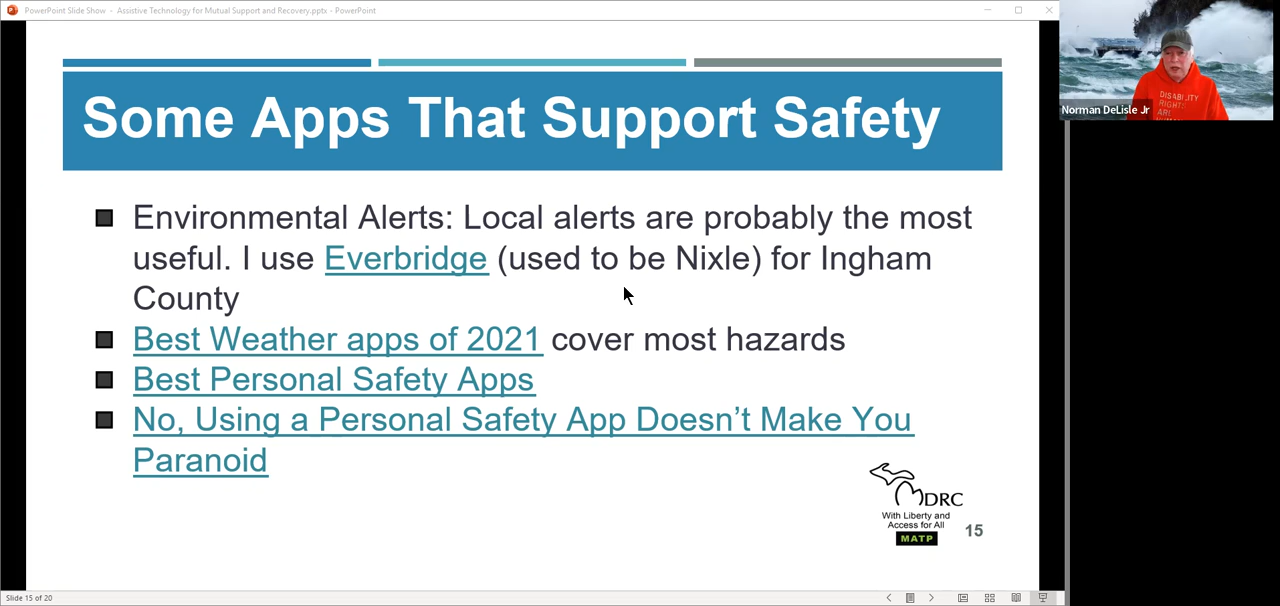 PowerPoint Slide Show - Assistive Technology for Mutual Support and Recovery.pptx - PowerPoint
Some Apps That Support Safety
Environmental Alerts: Local alerts are probably the most
useful. I use Everbridge (used to be Nixle) for Ingham
County
Best Weather apps of 2021 cover most hazards
Best Personal Safety Apps
No, Using a Personal Safety App Doesn’t Make You
Paranoid
MDRC
With Liberty and
Access for All
MATP
15
Slide 15 of 20
DISABILITY
RIGHTS
ARE
Norman DeLisle Jr